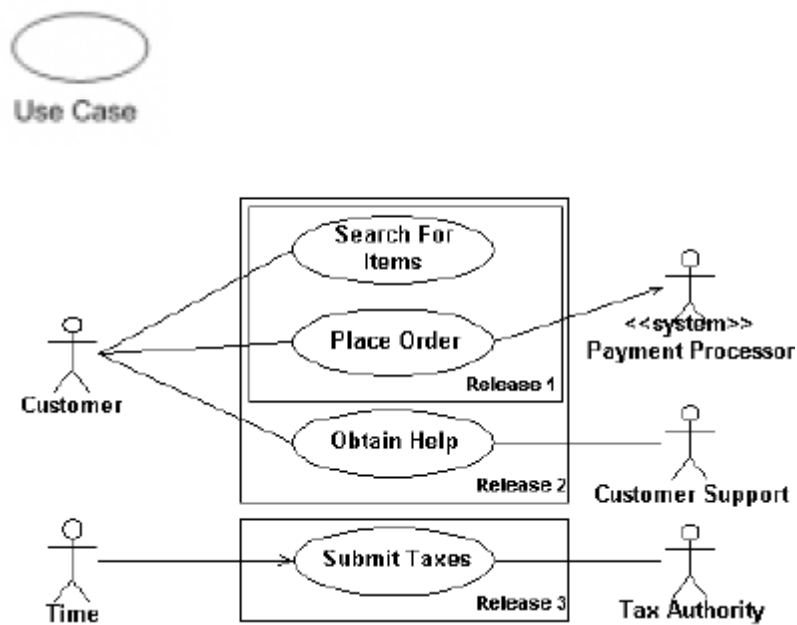 Use Case
Search For
Items
<<system>>
Place Order
Payment Processor
Release 1
Customer
Obtain Help
Release 2
Customer Support
Submit Taxes
Release 3
Time
Tax Authority